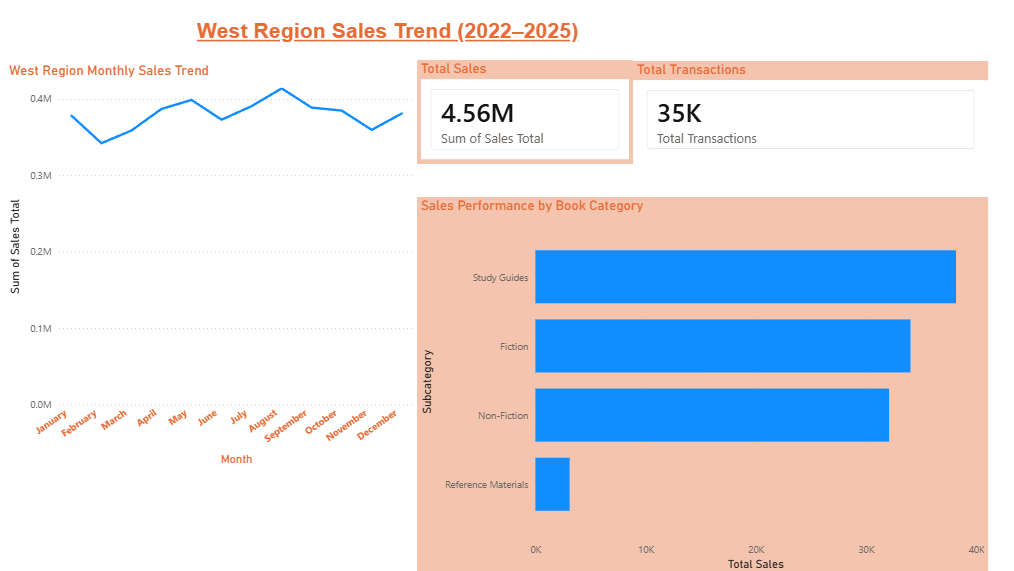 West Region Sales Trend (2022–2025)
West Region Monthly Sales Trend
0.4M
0.3M
0.2M
0.1M
0.0M
Sum of Sales Total
January
February
March
April
May
June
July
August
September
October
November
December
Month
Total Sales
4.56M
Sum of Sales Total
Total Transactions
35K
Total Transactions
Sales Performance by Book Category
Subcategory
Study Guides
Fiction
Non-Fiction
Reference Materials
0K
10K
20K
30K
40K
Total Sales